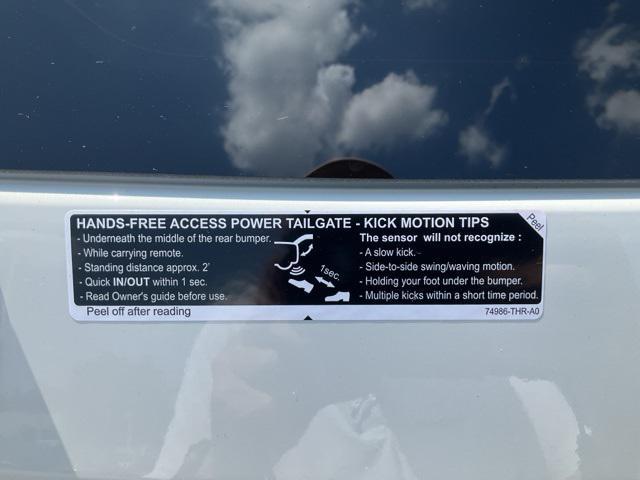 HANDS-FREE ACCESS POWER TAILGATE - KICK MOTION TIPS
Peel
- Underneath the middle of the rear bumper.
- While carrying remote.
- Standing distance approx. 2'
- Quick IN/OUT within 1 sec.
- Read Owner's guide before use.
1sec.
The sensor will not recognize :
- A slow kick.
- Side-to-side swing/waving motion.
- Holding your foot under the bumper.
- Multiple kicks within a short time period.
Peel off after reading
74986-THR-A0